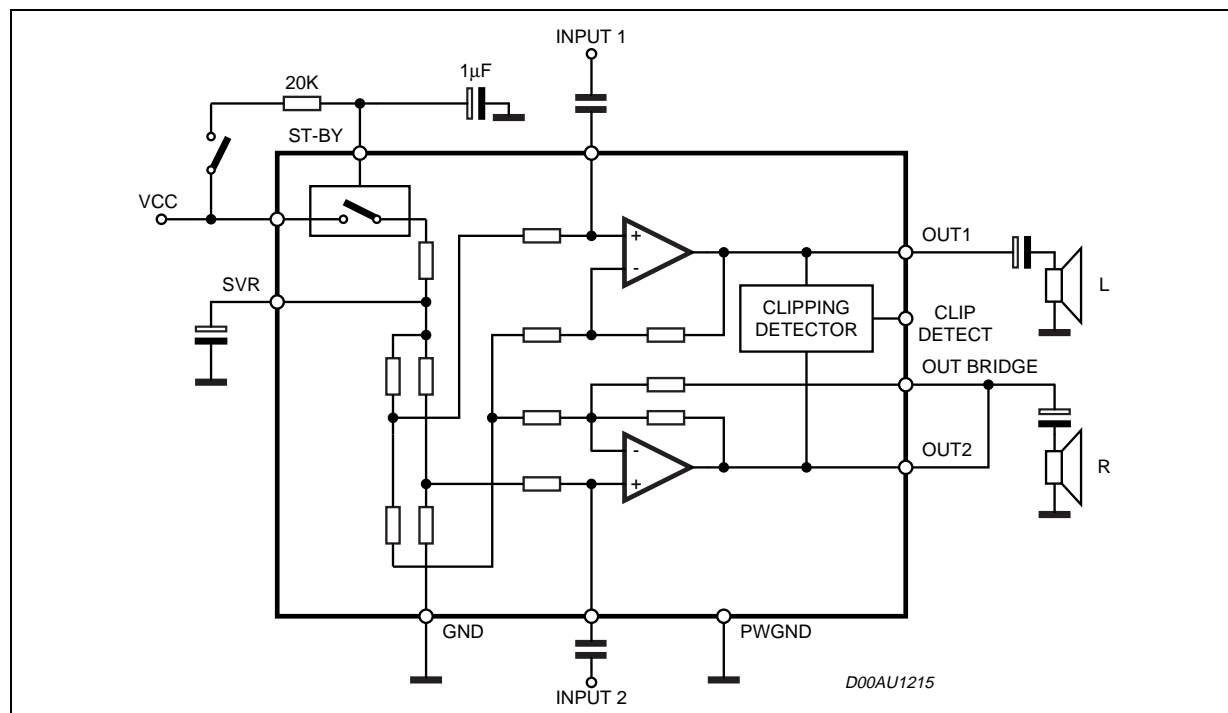 INPUT 1
1μF
20K
ST-BY
VCC
+
-
OUT1
SVR
L
CLIPPING
DETECTOR
CLIP
DETECT
OUT BRIDGE
-
+
OUT2
R
GND
PWGND
INPUT 2
D00AU1215